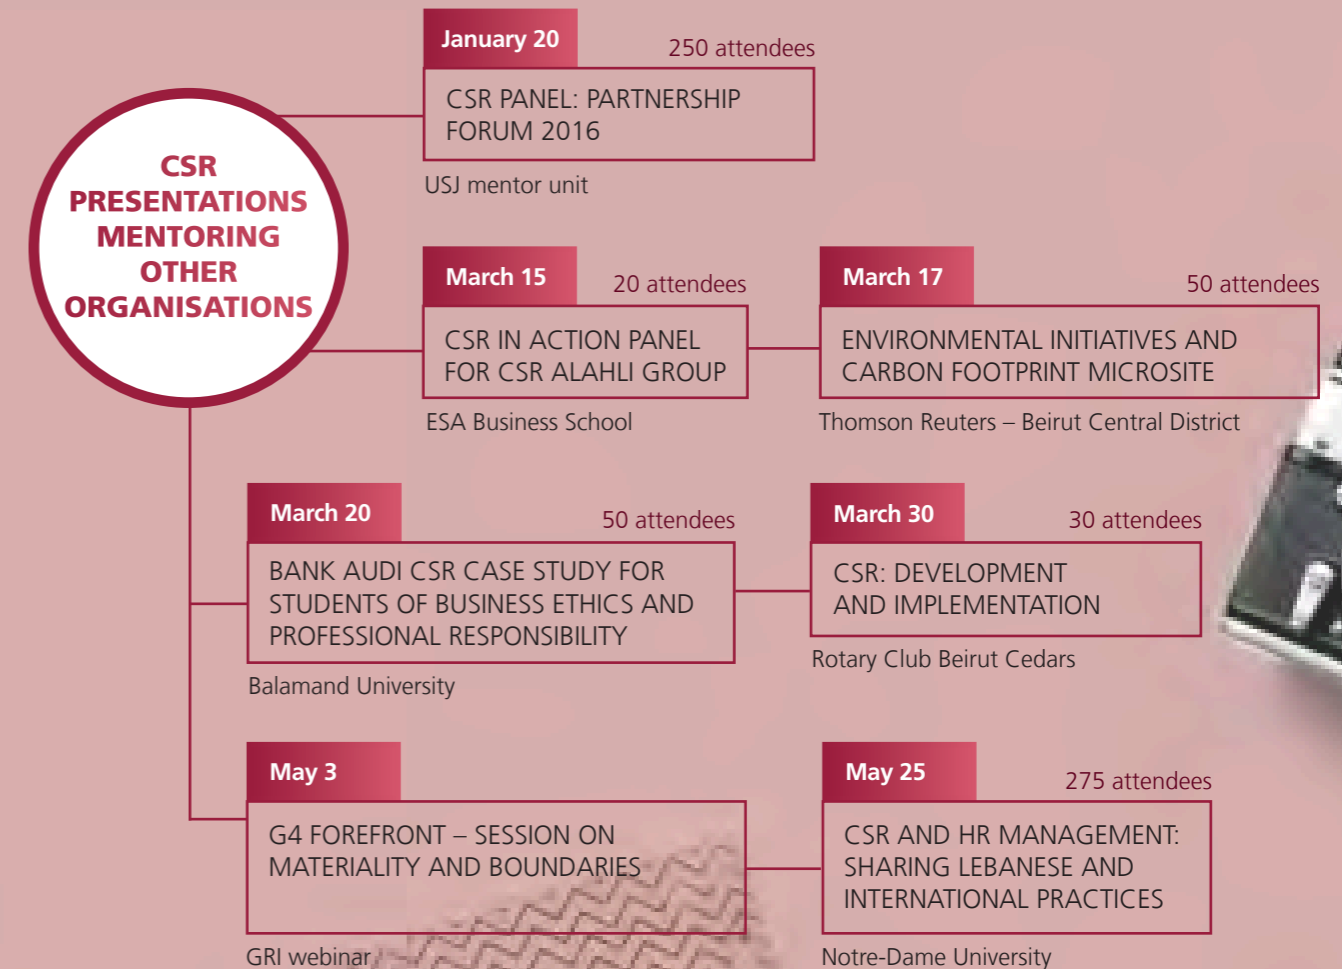 CSR
PRESENTATIONS
MENTORING
OTHER
ORGANISATIONS
January 20
250 attendees
CSR PANEL: PARTNERSHIP
FORUM 2016
USJ mentor unit
March 15
20 attendees
CSR IN ACTION PANEL
FOR CSR ALAHLI GROUP
ESA Business School
March 17
50 attendees
ENVIRONMENTAL INITIATIVES AND
CARBON FOOTPRINT MICROSITE
Thomson Reuters – Beirut Central District
March 20
50 attendees
BANK AUDI CSR CASE STUDY FOR
STUDENTS OF BUSINESS ETHICS AND
PROFESSIONAL RESPONSIBILITY
Balamand University
March 30
30 attendees
CSR: DEVELOPMENT
AND IMPLEMENTATION
Rotary Club Beirut Cedars
May 3
G4 FOREFRONT – SESSION ON
MATERIALITY AND BOUNDARIES
GRI webinar
May 25
275 attendees
CSR AND HR MANAGEMENT:
SHARING LEBANESE AND
INTERNATIONAL PRACTICES
Notre-Dame University